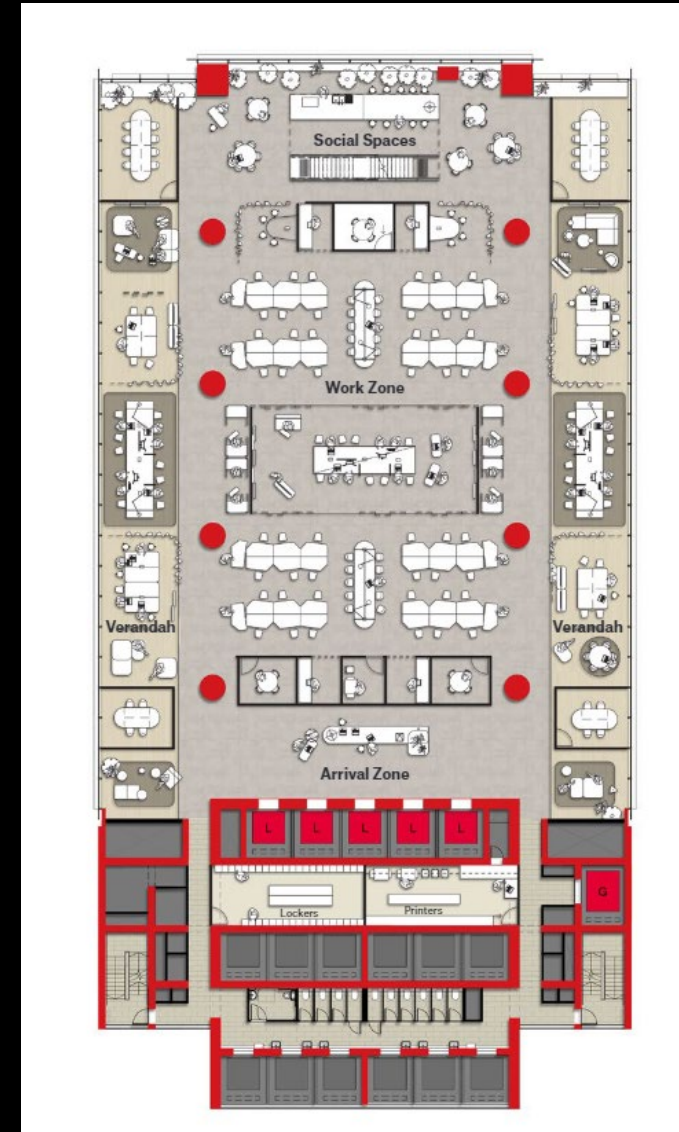 Social Spaces
Work Zone
Verandah
Verandah
Arrival Zone
L
L
L
L
L
G
Lockers
Printers